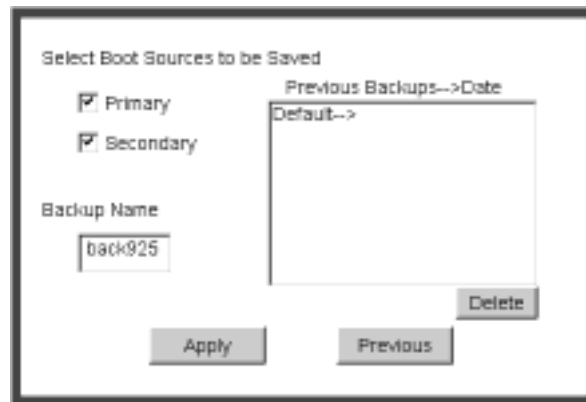 Select Boot Sources to be Saved
Previous Backups-->Date
Primary
Default-->
Secondary
Backup Name
back925
Delete
Apply
Previous